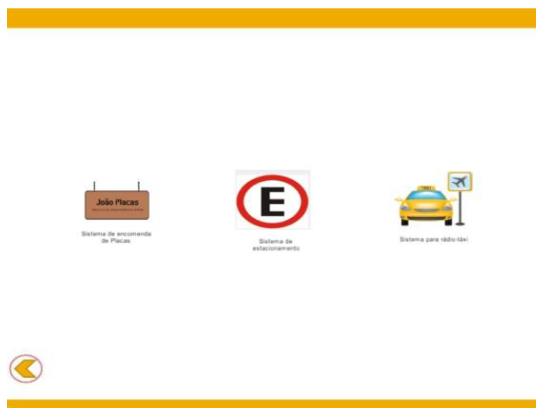 João Placas
Sistema de encomenda
de Placas
E
Sistema de
estacionamento
TAXI
Sistema para rádio-táxi